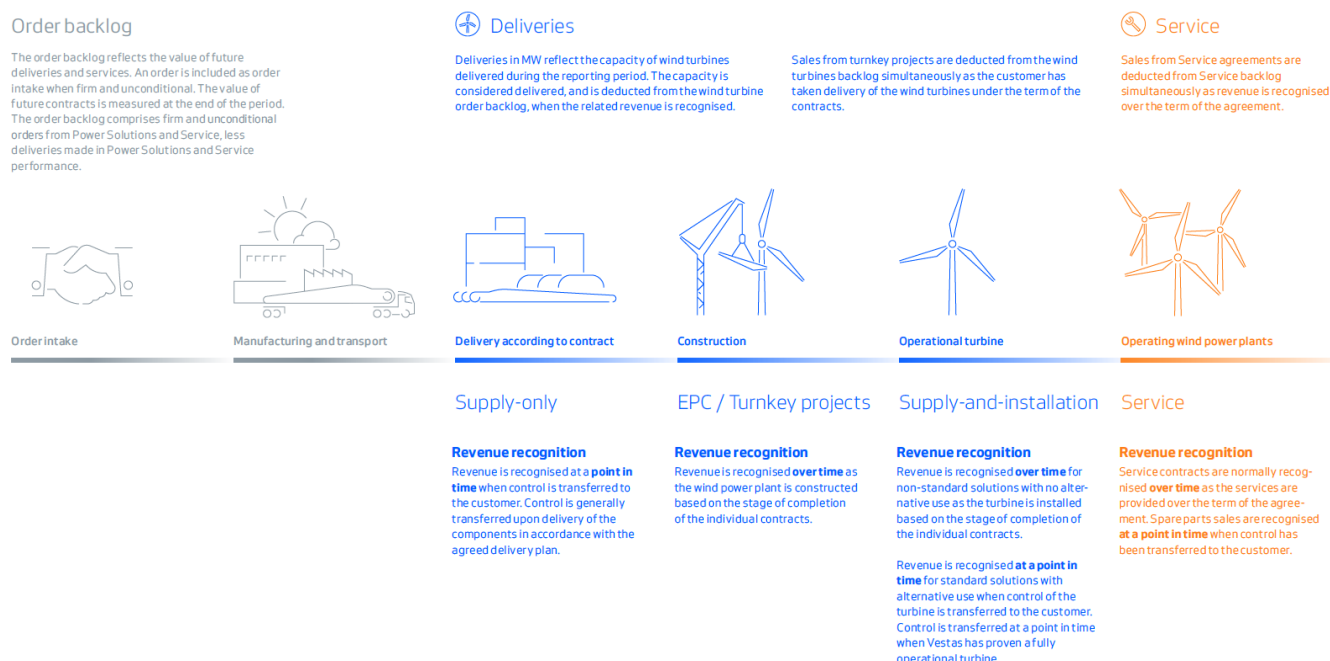 Order backlog
The order backlog reflects the value of future
deliveries and services. An order is included as order
intake when firm and unconditional. The value of
future contracts is measured at the end of the period.
The order backlog comprises firm and unconditional
orders from Power Solutions and Service, less
deliveries made in Power Solutions and Service
performance.
Deliveries
Deliveries in MW reflect the capacity of wind turbines
delivered during the reporting period. The capacity is
considered delivered, and is deducted from the wind turbine
order backlog, when the related revenue is recognised.
Sales from turnkey projects are deducted from the wind
turbines backlog simultaneously as the customer has
taken delivery of the wind turbines under the term of the
contracts.
Service
Sales from Service agreements are
deducted from Service backlog
simultaneously as revenue is recognised
over the term of the agreement.
Order intake
Manufacturing and transport
Delivery according to contract
Construction
Operational turbine
Operating wind power plants
Supply-only
Revenue recognition
Revenue is recognised at a point in
time when control is transferred to
the customer. Control is generally
transferred upon delivery of the
components in accordance with the
agreed delivery plan.
EPC / Turnkey projects
Revenue recognition
Revenue is recognised over time as
the wind power plant is constructed
based on the stage of completion
of the individual contracts.
Supply-and-installation
Revenue recognition
Revenue is recognised over time for
non-standard solutions with no alter-
native use as the turbine is installed
based on the stage of completion of
the individual contracts.
Revenue is recognised at a point in
time for standard solutions with
alternative use when control of the
turbine is transferred to the customer.
Control is transferred at a point in time
when Vestas has proven a fully
operational turbine.
Service
Revenue recognition
Service contracts are normally recog-
nised over time as the services are
provided over the term of the agree-
ment. Spare parts sales are recognised
at a point in time when control has
been transferred to the customer.